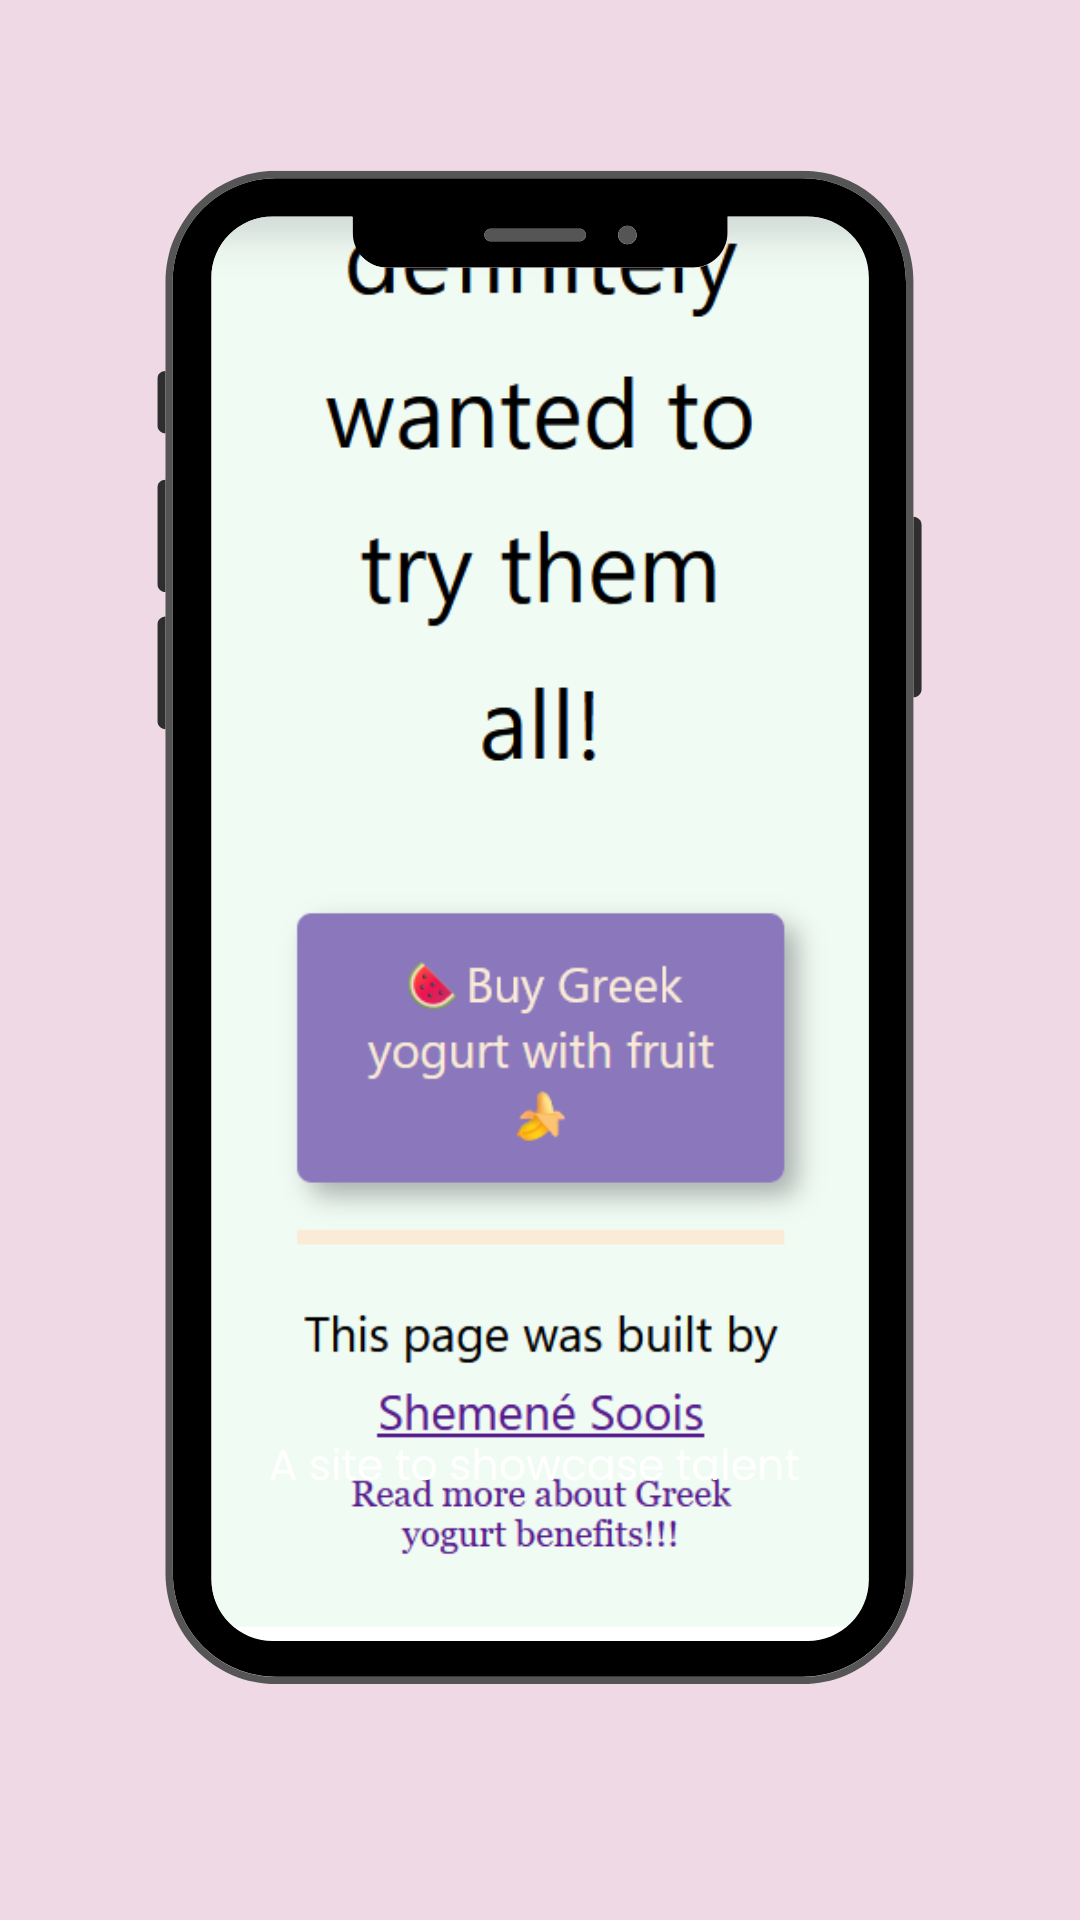 definitely
wanted to
try them
all!
🍉 Buy Greek
yogurt with fruit
🍌
This page was built by
Shemené Soois
A site to showcase talent
Read more about Greek
yogurt benefits!!!